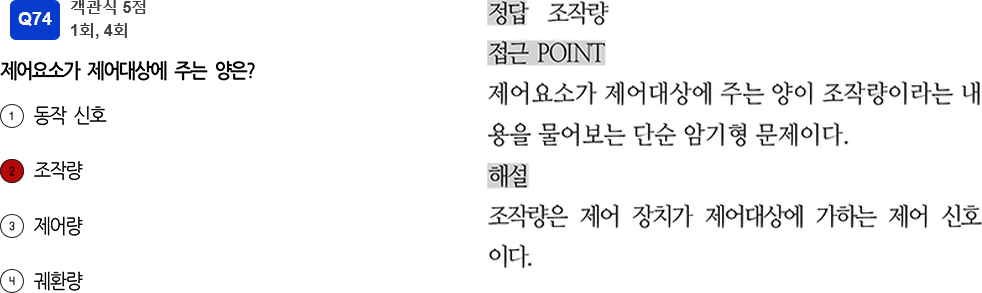 Q74
객관식 5점
1회, 4회
제어요소가 제어대상에 주는 양은?
1 동작 신호
2 조작량
3 제어량
4 궤환량
정답 조작량
접근 POINT
제어요소가 제어대상에 주는 양이 조작량이라는 내
용을 물어보는 단순 암기형 문제이다.
해설
조작량은 제어 장치가 제어대상에 가하는 제어 신호
이다.